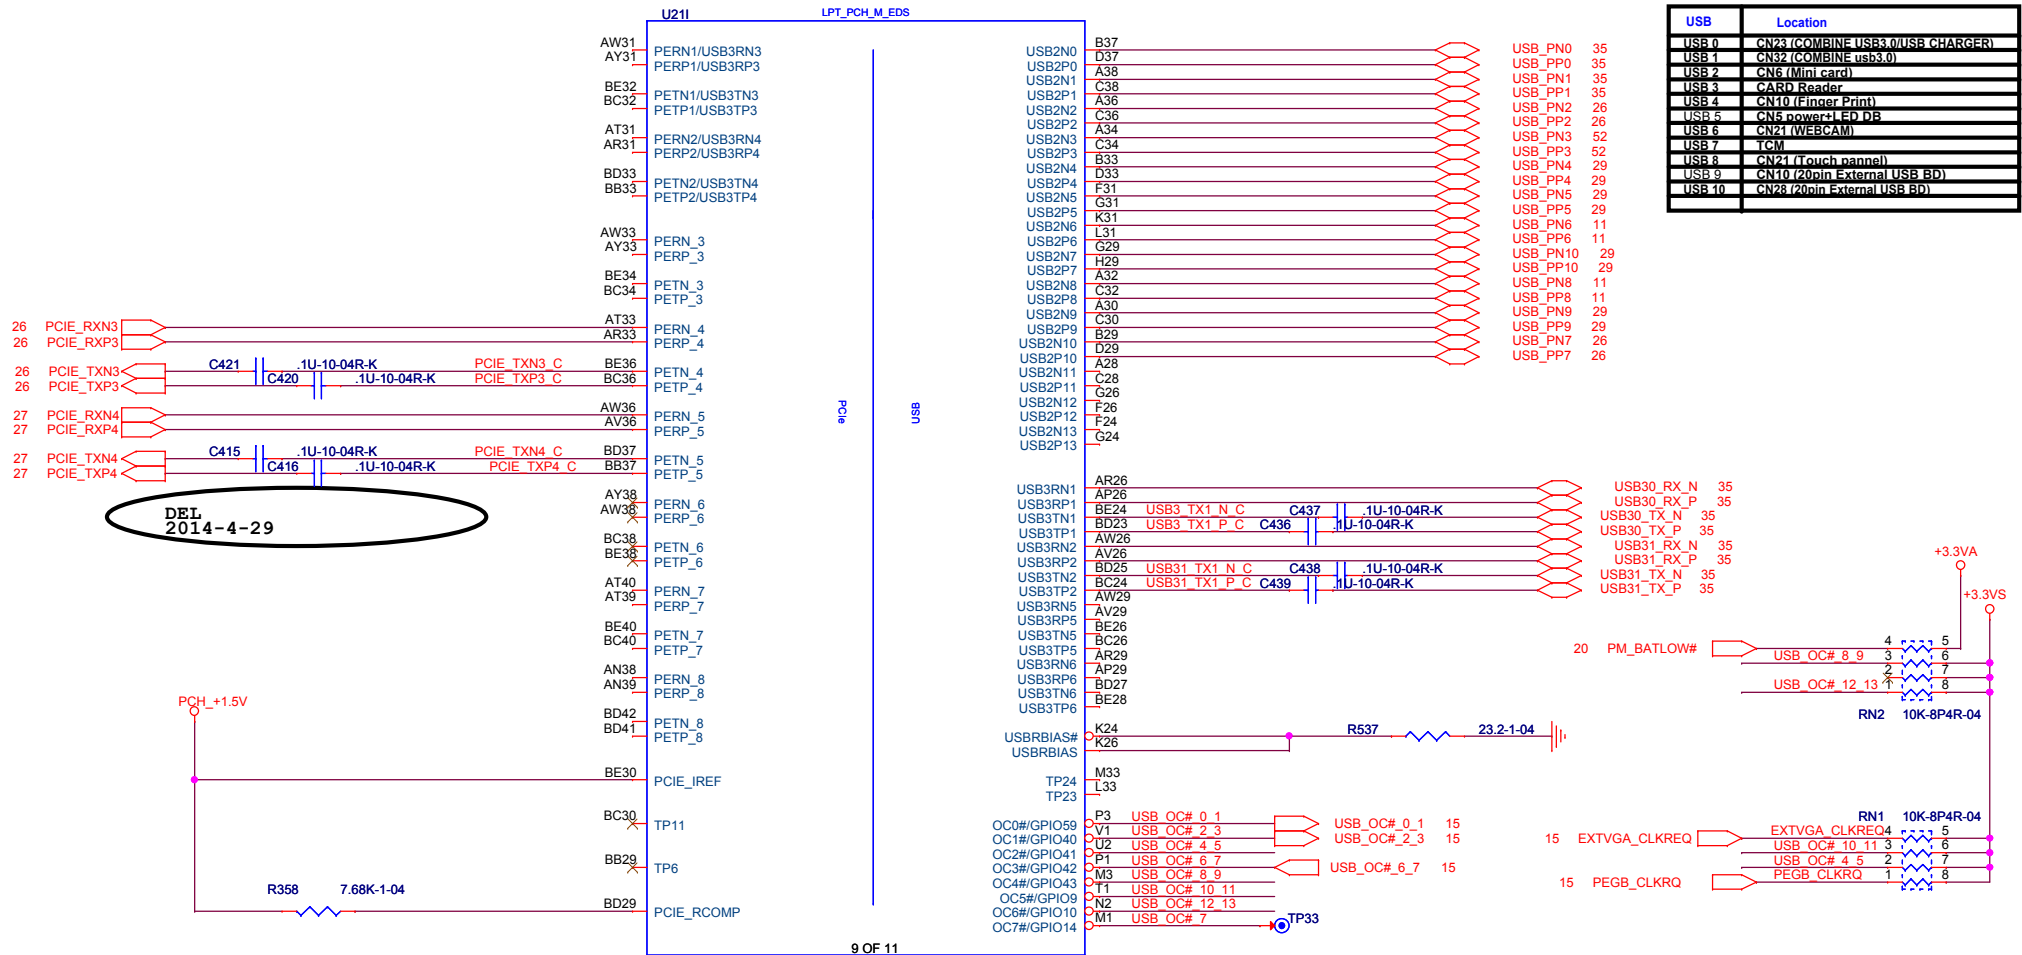 U21I
LPT_PCH_M_EDS
USB Location
USB 0 CN23 (COMBINE USB3.0/USB CHARGER)
USB 1 CN32 (COMBINE usb3.0)
USB 2 CN6 (Mini card)
USB 3 CARD Reader
USB 4 CN10 (Finger Print)
USB 5 CN5 power+LED DB
USB 6 CN21 (WEBCAM)
USB 7 TCM
USB 8 CN21 (Touch pannel)
USB 9 CN10 (20pin External USB BD)
USB 10 CN28 (20pin External USB BD)
AW31 PERN1/USB3RN3
AY31 PERP1/USB3RP3
BE32 PETN1/USB3TN3
BC32 PETP1/USB3TP3
AT31 PERN2/USB3RN4
AR31 PERP2/USB3RP4
BD33 PETN2/USB3TN4
BB33 PETP2/USB3TP4
AW33 PERN_3
AY33 PERP_3
BE34 PETN_3
BC34 PETP_3
26 PCIE_RXN3 AT33 PERN_4
26 PCIE_RXP3 AR33 PERP_4
26 PCIE_TXN3 C421 .1U-10-04R-K PCIE_TXN3_C BE36 PETN_4
26 PCIE_TXP3 C420 .1U-10-04R-K PCIE_TXP3_C BC36 PETP_4
27 PCIE_RXN4 AW36 PERN_5
27 PCIE_RXP4 AV36 PERP_5
27 PCIE_TXN4 C415 .1U-10-04R-K PCIE_TXN4_C BD37 PETN_5
27 PCIE_TXP4 C416 .1U-10-04R-K PCIE_TXP4_C BB37 PETP_5
DEL
2014-4-29
AY38 PERN_6
AW38 PERP_6
BC38 PETN_6
BE38 PETP_6
AT40 PERN_7
AT39 PERP_7
BE40 PETN_7
BC40 PETP_7
AN38 PERN_8
AN39 PERP_8
BD42 PETN_8
BD41 PETP_8
PCH_+1.5V
BE30 PCIE_IREF
BC30 TP11
BB29 TP6
R358 7.68K-1-04 BD29 PCIE_RCOMP
PCIe
USB
9 OF 11
USB2N0 B37 USB_PN0 35
USB2P0 D37 USB_PP0 35
USB2N1 A38 USB_PN1 35
USB2P1 C38 USB_PP1 35
USB2N2 A36 USB_PN2 26
USB2P2 C36 USB_PP2 26
USB2N3 A34 USB_PN3 52
USB2P3 C34 USB_PP3 52
USB2N4 B33 USB_PN4 29
USB2P4 D33 USB_PP4 29
USB2N5 F31 USB_PN5 29
USB2P5 G31 USB_PP5 29
USB2N6 K31 USB_PN6 11
USB2P6 L31 USB_PP6 11
USB2N7 G29 USB_PN10 29
USB2P7 H29 USB_PP10 29
USB2N8 A32 USB_PN8 11
USB2P8 C32 USB_PP8 11
USB2N9 A30 USB_PN9 29
USB2P9 C30 USB_PP9 29
USB2N10 B29 USB_PN7 26
USB2P10 D29 USB_PP7 26
USB2N11 A28
USB2P11 C28
USB2N12 G26
USB2P12 F26
USB2N13 F24
USB2P13 G24
USB3RN1 AR26 USB30_RX_N 35
USB3RP1 AP26 USB30_RX_P 35
USB3TN1 BE24 USB3_TX1_N_C C437 .1U-10-04R-K USB30_TX_N 35
USB3TP1 BD23 USB3_TX1_P_C C436 .1U-10-04R-K USB30_TX_P 35
USB3RN2 AW26 USB31_RX_N 35
USB3RP2 AV26 USB31_RX_P 35
USB3TN2 BD25 USB31_TX1_N_C C438 .1U-10-04R-K USB31_TX_N 35
USB3TP2 BC24 USB31_TX1_P_C C439 .1U-10-04R-K USB31_TX_P 35
USB3RN5 AW29
USB3RP5 AV29
USB3TN5 BE26
USB3TP5 BC26
USB3RN6 AR29
USB3RP6 AP29
USB3TN6 BD27
USB3TP6 BE28
USBRBIAS# K24 R537 23.2-1-04
USBRBIAS K26
TP24 M33
TP23 L33
OC0#/GPIO59 P3 USB_OC#_0_1 USB_OC#_0_1 15
OC1#/GPIO40 V1 USB_OC#_2_3 USB_OC#_2_3 15
OC2#/GPIO41 U2 USB_OC#_4_5
OC3#/GPIO42 P1 USB_OC#_6_7 USB_OC#_6_7 15
OC4#/GPIO43 M3 USB_OC#_8_9
OC5#/GPIO9 T1 USB_OC#_10_11
OC6#/GPIO10 N2 USB_OC#_12_13
OC7#/GPIO14 M1 USB_OC#_7 TP33
+3.3VA
+3.3VS
20 PM_BATLOW# 4 5
USB_OC#_8_9 3 6
2 7
USB_OC#_12_13 1 8
RN2 10K-8P4R-04
RN1 10K-8P4R-04
15 EXTVGA_CLKREQ EXTVGA_CLKREQ 4 5
USB_OC#_10_11 3 6
USB_OC#_4_5 2 7
15 PEGB_CLKRQ PEGB_CLKRQ 1 8